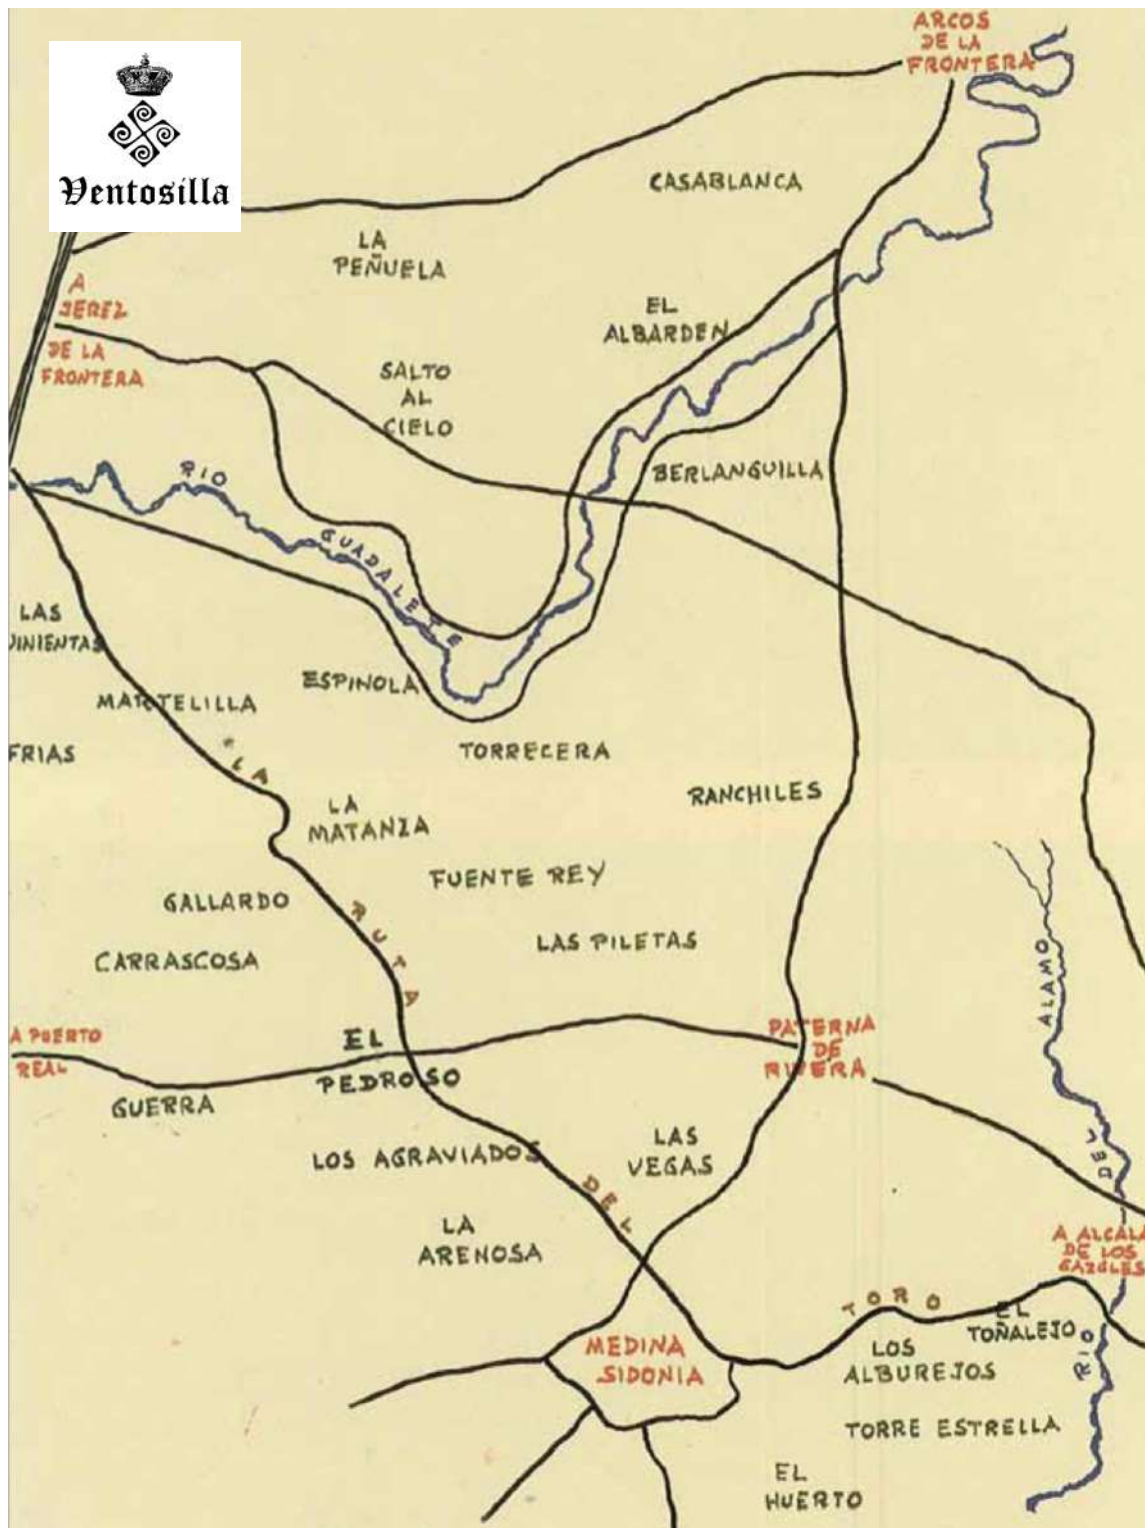 ARCOS
DE LA
FRONTERA
Ventosilla
CASABLANCA
LA
PEÑUELA
A
JEREZ
DE LA
FRONTERA
EL
ALBARDEN
SALTO
AL
CIELO
BERLANGUILLA
RIO
GUADALETE
LAS
UINIENTAS
ESPINOLA
MARTELILLA
FRIAS
TORRECERA
"LA
RUTA
DEL
TORO
RANCHILES
LA
MATANZA
FUENTE REY
GALLARDO
LAS PILETAS
CARRASCOSA
A PUERTO
REAL
EL
PEDROSO
PATERNA
DE
RIVERA
GUERRA
LOS AGRAVIADOS
LAS
VEGAS
LA
ARENOSA
RIO
DEL
ALAMO
A ALCALA
DE LOS
GAZULES
MEDINA
SIDONIA
EL
TOÑALEJO
LOS
ALBUREJOS
TORRE ESTRELLA
EL
HUERTO